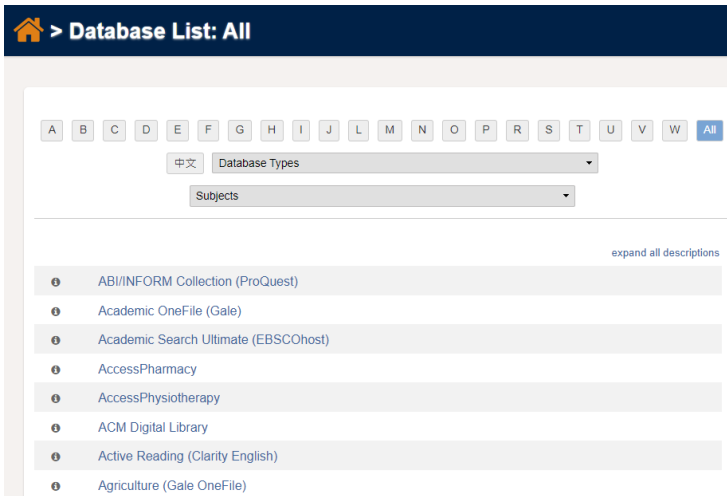 > Database List: All
A B C D E F G H I J L M N O P R S T U V W All
中文 Database Types
Subjects
expand all descriptions
ABI/INFORM Collection (ProQuest)
Academic OneFile (Gale)
Academic Search Ultimate (EBSCOhost)
AccessPharmacy
AccessPhysiotherapy
ACM Digital Library
Active Reading (Clarity English)
Agriculture (Gale OneFile)